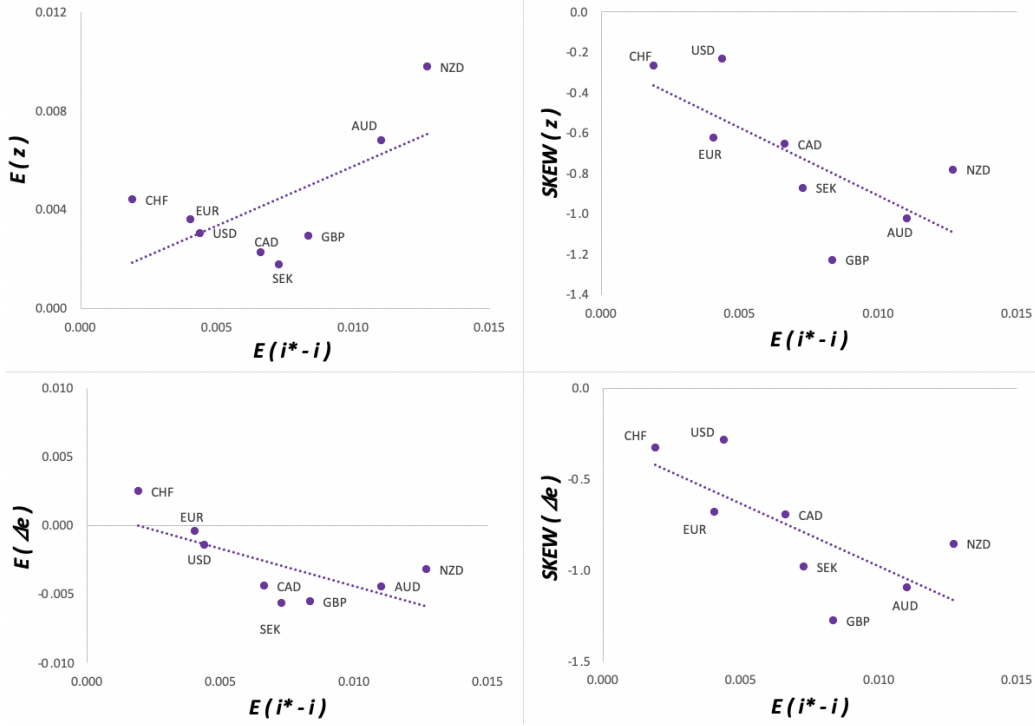 0.012
0.008
0.004
0.000
E ( z )
NZD
AUD
CHF
EUR
USD
CAD
GBP
SEK
0.000 0.005 0.010 0.015
E ( i* - i )
0.0
-0.2
-0.4
-0.6
-0.8
-1.0
-1.2
-1.4
SKEW ( z )
USD
CHF
EUR
CAD
NZD
SEK
AUD
GBP
0.000 0.005 0.010 0.015
E ( i* - i )
0.010
0.005
0.000
-0.005
-0.010
E ( Δe )
CHF
EUR
USD
NZD
CAD
AUD
GBP
SEK
0.000 0.005 0.010 0.015
E ( i* - i )
0.0
-0.5
-1.0
-1.5
SKEW ( Δe )
USD
CHF
CAD
EUR
NZD
SEK
AUD
GBP
0.000 0.005 0.010 0.015
E ( i* - i )